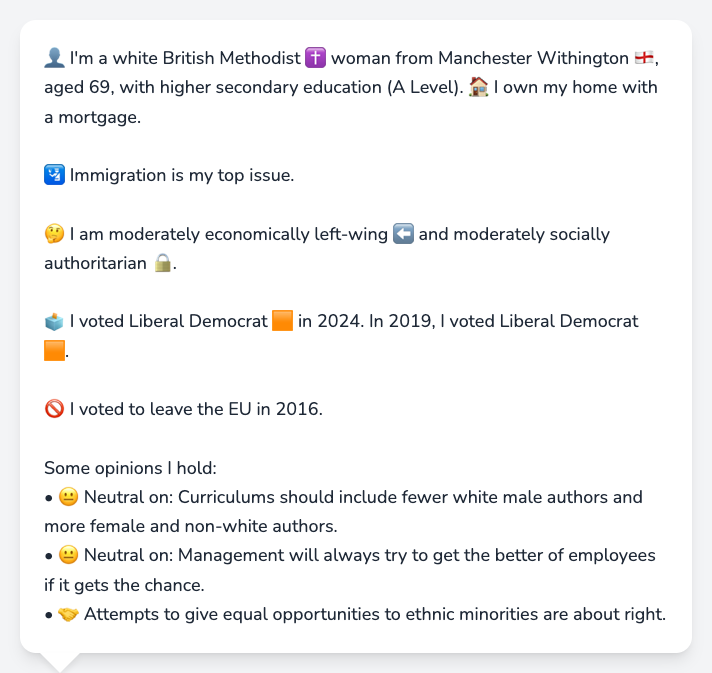 👤 I'm a white British Methodist ✝️ woman from Manchester Withington 🏴󠁧󠁢󠁥󠁮󠁧󠁿,
aged 69, with higher secondary education (A Level). 🏠 I own my home with
a mortgage.
🛂 Immigration is my top issue.
🤔 I am moderately economically left-wing ⬅️ and moderately socially
authoritarian 🔒.
🗳️ I voted Liberal Democrat 🟧 in 2024. In 2019, I voted Liberal Democrat
🟧.
🚫 I voted to leave the EU in 2016.
Some opinions I hold:
• 😐 Neutral on: Curriculums should include fewer white male authors and
more female and non-white authors.
• 😐 Neutral on: Management will always try to get the better of employees
if it gets the chance.
• 🤝 Attempts to give equal opportunities to ethnic minorities are about right.